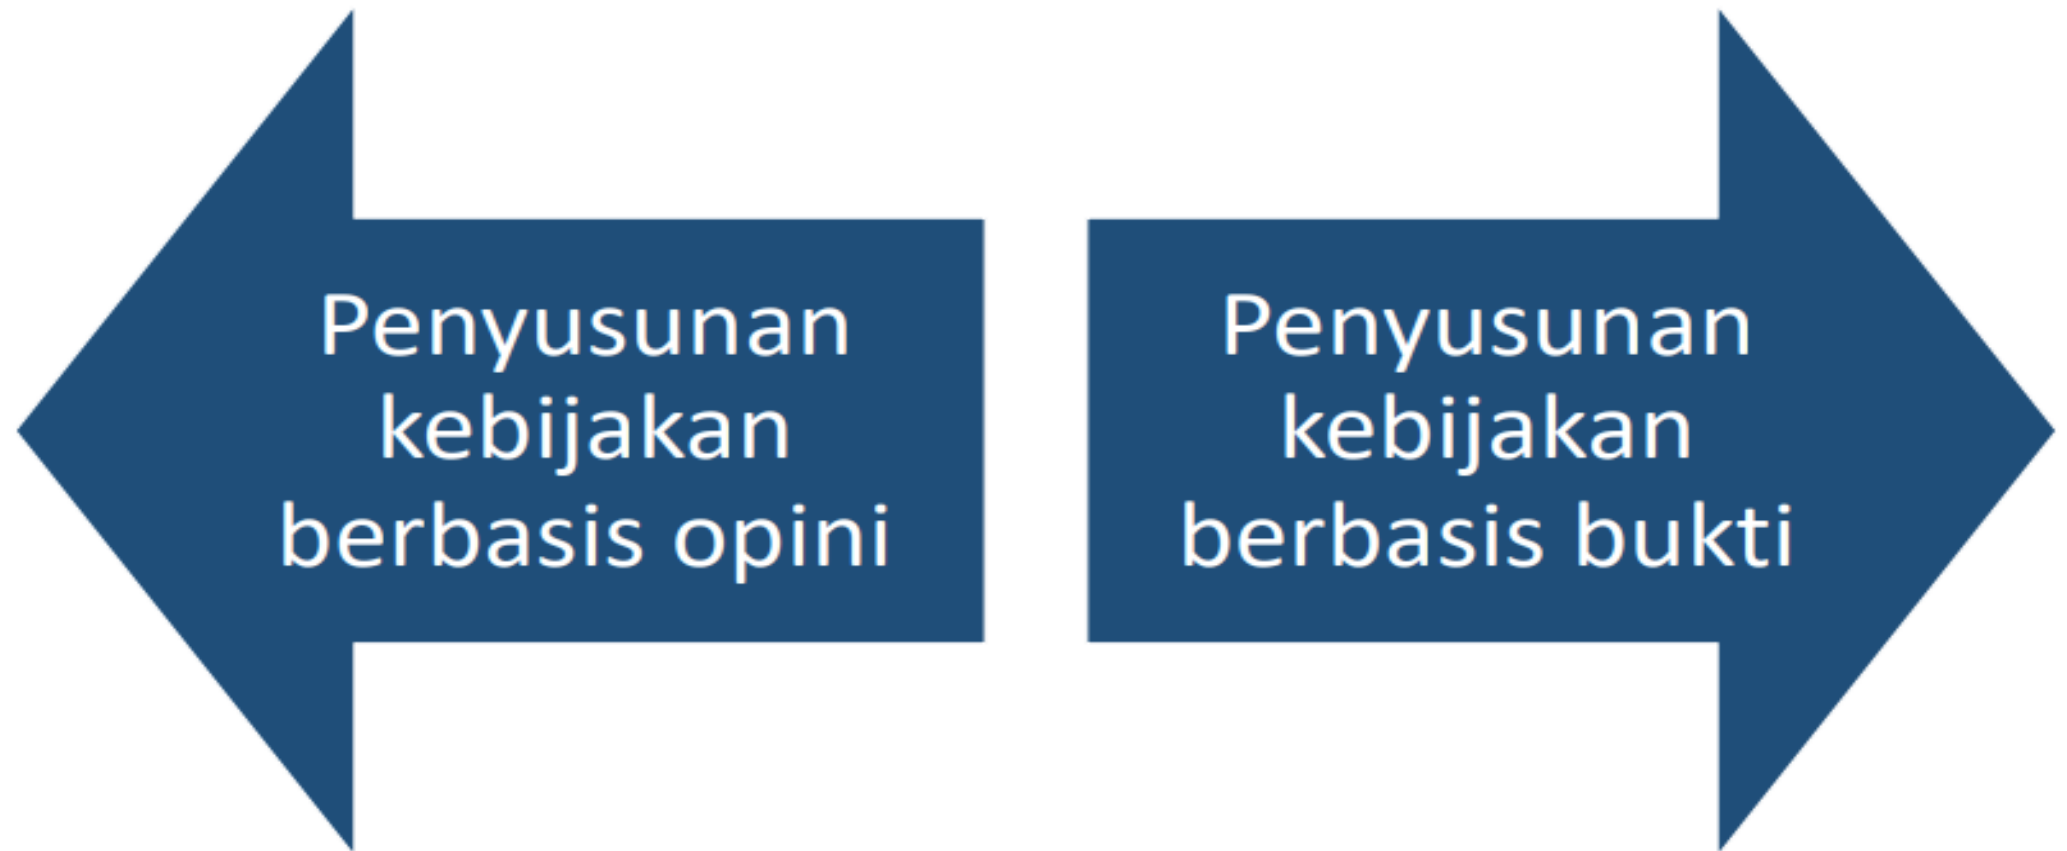 Penyusunan
kebijakan
berbasis opini
Penyusunan
kebijakan
berbasis bukti